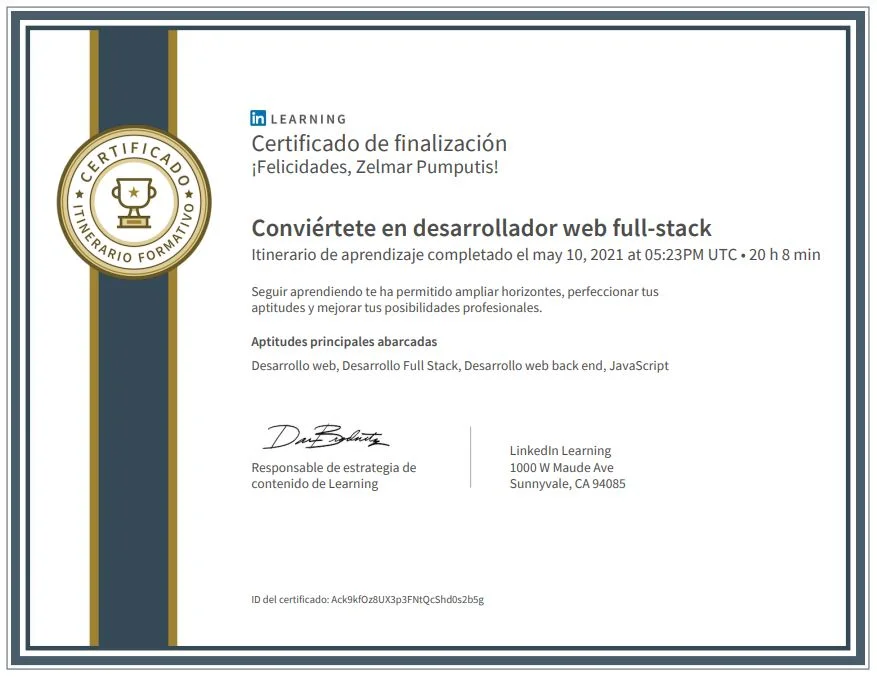 CERTIFICADO
ITINERARIO FORMATIVO
in LEARNING
Certificado de finalización
¡Felicidades, Zelmar Pumputis!
Conviértete en desarrollador web full-stack
Itinerario de aprendizaje completado el may 10, 2021 at 05:23PM UTC • 20 h 8 min
Seguir aprendiendo te ha permitido ampliar horizontes, perfeccionar tus
aptitudes y mejorar tus posibilidades profesionales.
Aptitudes principales abarcadas
Desarrollo web, Desarrollo Full Stack, Desarrollo web back end, JavaScript
Responsable de estrategia de
contenido de Learning
LinkedIn Learning
1000 W Maude Ave
Sunnyvale, CA 94085
ID del certificado: Ack9kfOz8UX3p3FNtQcShd0s2b5g